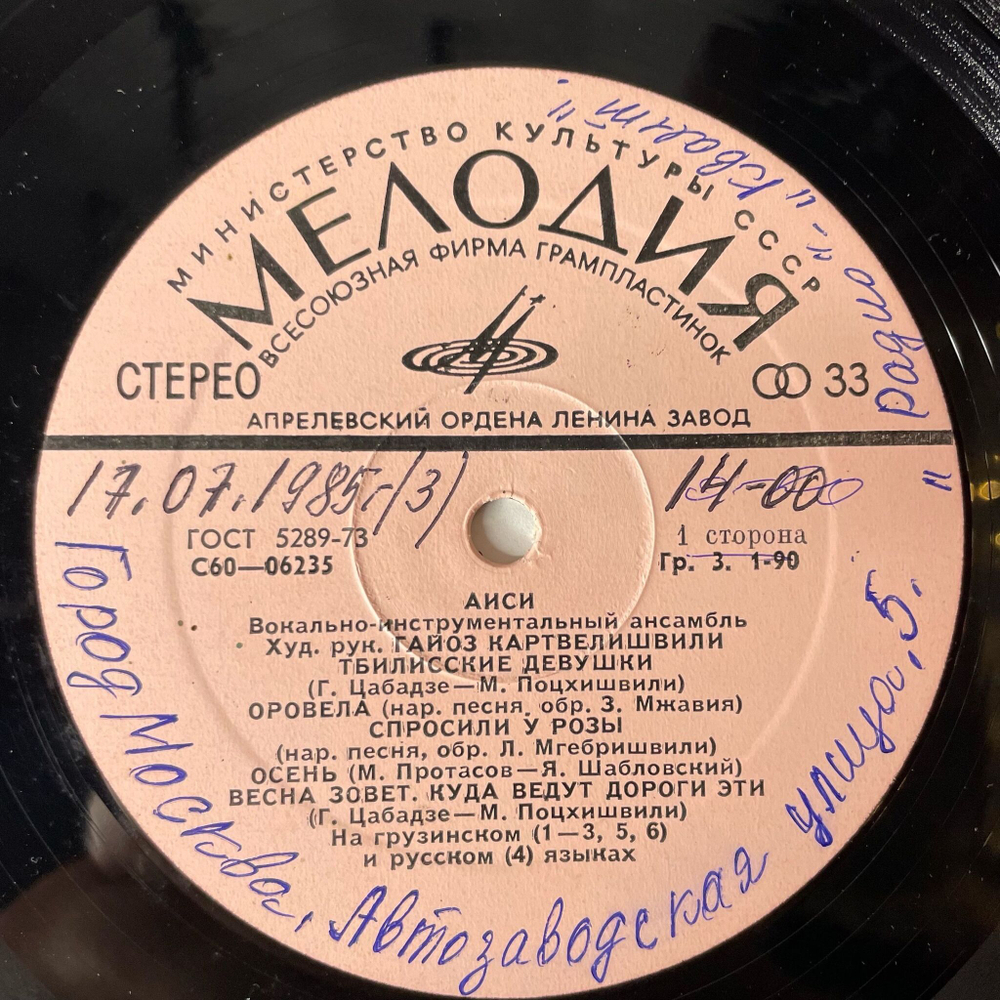 МИНИСТЕРСТВО КУЛЬТУРЫ СССР
МЕЛОДИЯ
ВСЕСОЮЗНАЯ ФИРМА ГРАМПЛАСТИНОК
СТЕРЕО
33
АПРЕЛЕВСКИЙ ОРДЕНА ЛЕНИНА ЗАВОД
17.07.1985г.(3)
14-00
ГОСТ 5289-73
1 сторона
С60—06235
Гр. 3. 1-90
АИСИ
Вокально-инструментальный ансамбль
Худ. рук. ГАЙОЗ КАРТВЕЛИШВИЛИ
ТБИЛИССКИЕ ДЕВУШКИ
(Г. Цабадзе—М. Поцхишвили)
ОРОВЕЛА (нар. песня, обр. З. Мжавия)
СПРОСИЛИ У РОЗЫ
(нар. песня, обр. Л. Мгебришвили)
ОСЕНЬ (М. Протасов—Я. Шабловский)
ВЕСНА ЗОВЕТ. КУДА ВЕДУТ ДОРОГИ ЭТИ
(Г. Цабадзе—М. Поцхишвили)
На грузинском (1—3, 5, 6)
и русском (4) языках
Город Москва, Автозаводская улица, 5.
"радио"-"Квант".